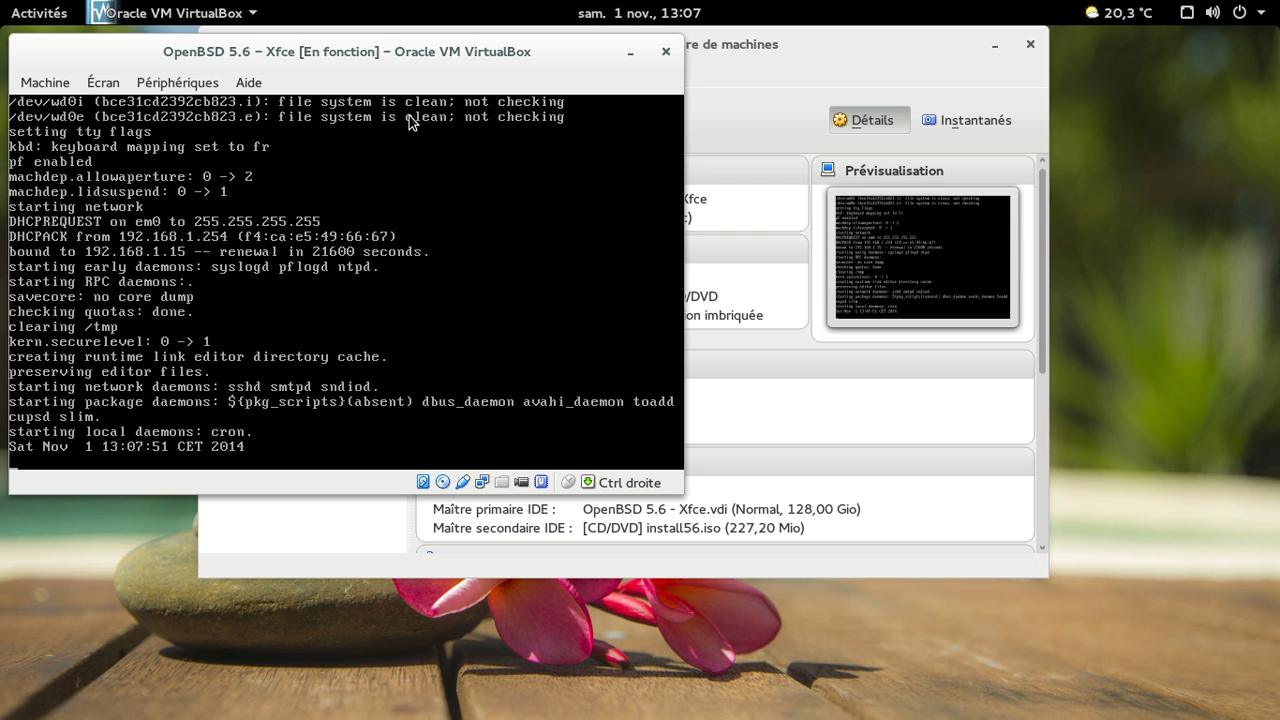 Activités
Oracle VM VirtualBox
sam. 1 nov., 13:07
20,3 °C
OpenBSD 5.6 – Xfce [En fonction] – Oracle VM VirtualBox
re de machines
Machine Écran Périphériques Aide
/dev/wd0i (bce31cd2392cb823.i): file system is clean; not checking
/dev/wd0e (bce31cd2392cb823.e): file system is clean; not checking
setting tty flags
kbd: keyboard mapping set to fr
pf enabled
machdep.allowaperture: 0 -> 2
machdep.lidsuspend: 0 -> 1
starting network
DHCPREQUEST on em0 to 255.255.255.255
DHCPACK from 192.168.1.254 (f4:ca:e5:49:66:67)
bound to 192.168.1.15 -- renewal in 21600 seconds.
starting early daemons: syslogd pflogd ntpd.
starting RPC daemons:.
savecore: no core dump
checking quotas: done.
clearing /tmp
kern.securelevel: 0 -> 1
creating runtime link editor directory cache.
preserving editor files.
starting network daemons: sshd smtpd sndiod.
starting package daemons: ${pkg_scripts}(absent) dbus_daemon avahi_daemon toadd
cupsd slim.
starting local daemons: cron.
Sat Nov  1 13:07:51 CET 2014
Ctrl droite
Détails
Instantanés
Prévisualisation
Xfce
:)
/DVD
on imbriquée
Maître primaire IDE : OpenBSD 5.6 - Xfce.vdi (Normal, 128,00 Gio)
Maître secondaire IDE : [CD/DVD] install56.iso (227,20 Mio)